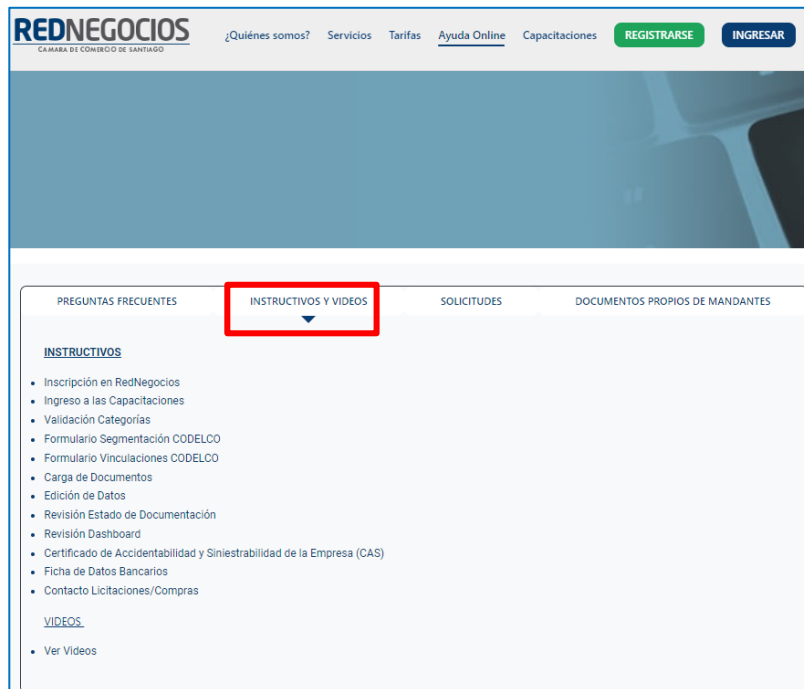 REDNEGOCIOS
CAMARA DE COMERCIO DE SANTIAGO
¿Quiénes somos? Servicios Tarifas Ayuda Online Capacitaciones REGISTRARSE INGRESAR
PREGUNTAS FRECUENTES INSTRUCTIVOS Y VIDEOS SOLICITUDES DOCUMENTOS PROPIOS DE MANDANTES
INSTRUCTIVOS
• Inscripción en RedNegocios
• Ingreso a las Capacitaciones
• Validación Categorías
• Formulario Segmentación CODELCO
• Formulario Vinculaciones CODELCO
• Carga de Documentos
• Edición de Datos
• Revisión Estado de Documentación
• Revisión Dashboard
• Certificado de Accidentabilidad y Siniestrabilidad de la Empresa (CAS)
• Ficha de Datos Bancarios
• Contacto Licitaciones/Compras
VIDEOS
• Ver Videos